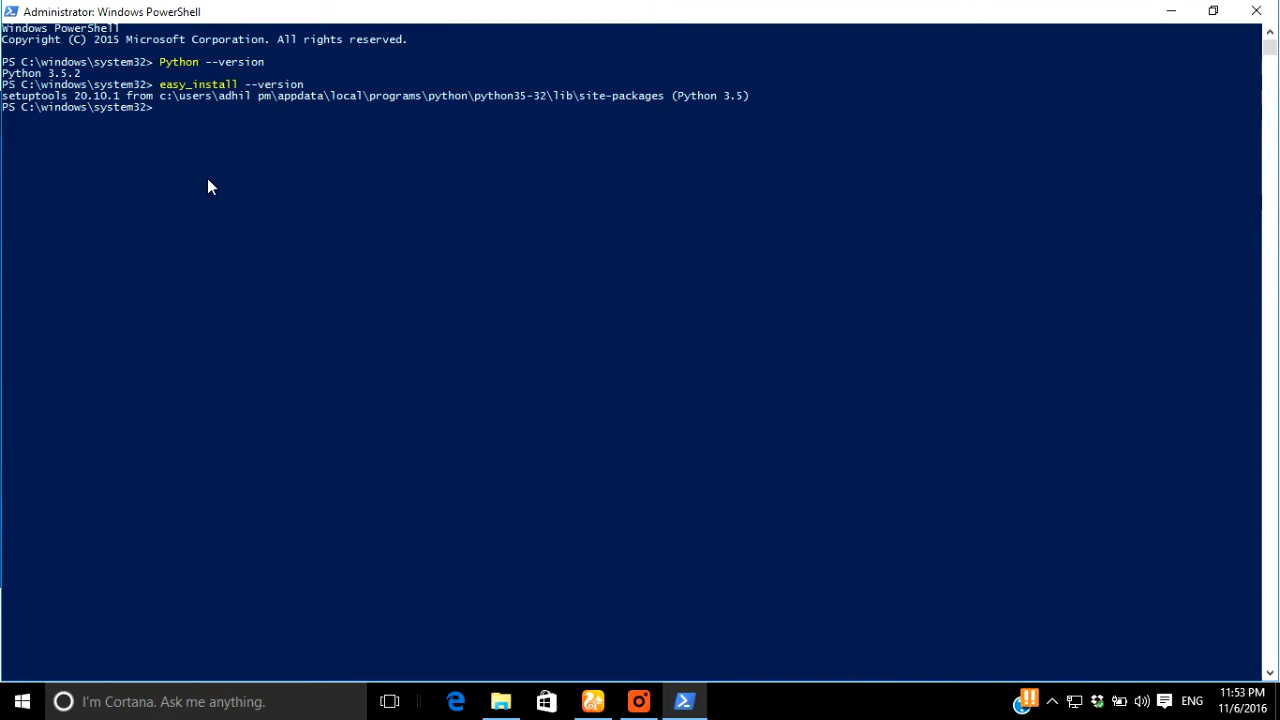 Administrator: Windows PowerShell
Windows PowerShell
Copyright (C) 2015 Microsoft Corporation. All rights reserved.
PS C:\windows\system32> Python --version
Python 3.5.2
PS C:\windows\system32> easy_install --version
setuptools 20.10.1 from c:\users\adhil pm\appdata\local\programs\python\python35-32\lib\site-packages (Python 3.5)
PS C:\windows\system32>
I'm Cortana. Ask me anything.
ENG
11:53 PM
11/6/2016